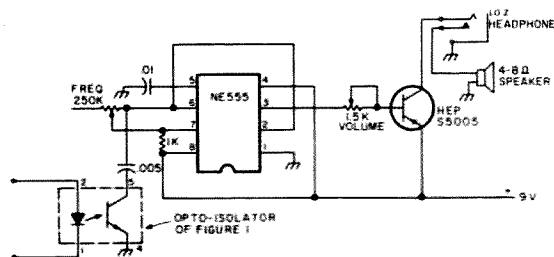 LO Z
HEADPHONE
4-8Ω
SPEAKER
HEP
S5005
1.5K
VOLUME
NE555
5
6
7
8
4
3
2
1
.01
FREQ
250K
1K
.005
2
5
1
4
OPTO-ISOLATOR
OF FIGURE 1
+
9V